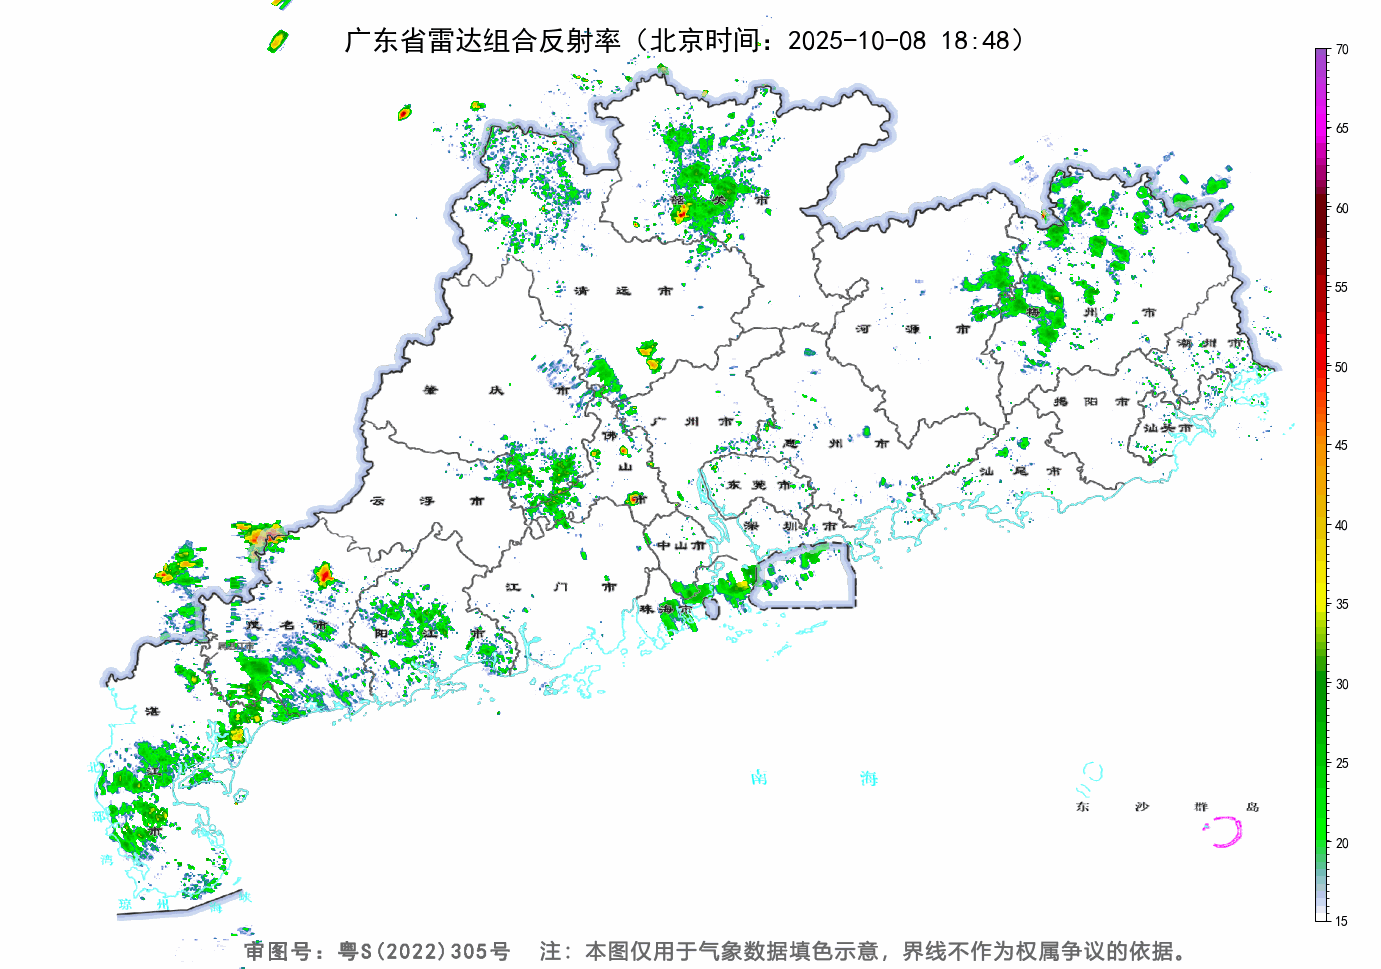 广东省雷达组合反射率（北京时间：2025-10-08 18:48）
70
65
60
55
50
45
40
35
30
25
20
15
韶关市
清远市
河源市
梅州市
潮州市
肇庆市
广州市
揭阳市
汕头市
佛山市
惠州市
汕尾市
云浮市
东莞市
深圳市
中山市
江门市
珠海市
茂名市
阳江市
湛江市
北部湾
南海
东沙群岛
琼州海峡
审图号：粤S(2022)305号 注：本图仅用于气象数据填色示意，界线不作为权属争议的依据。